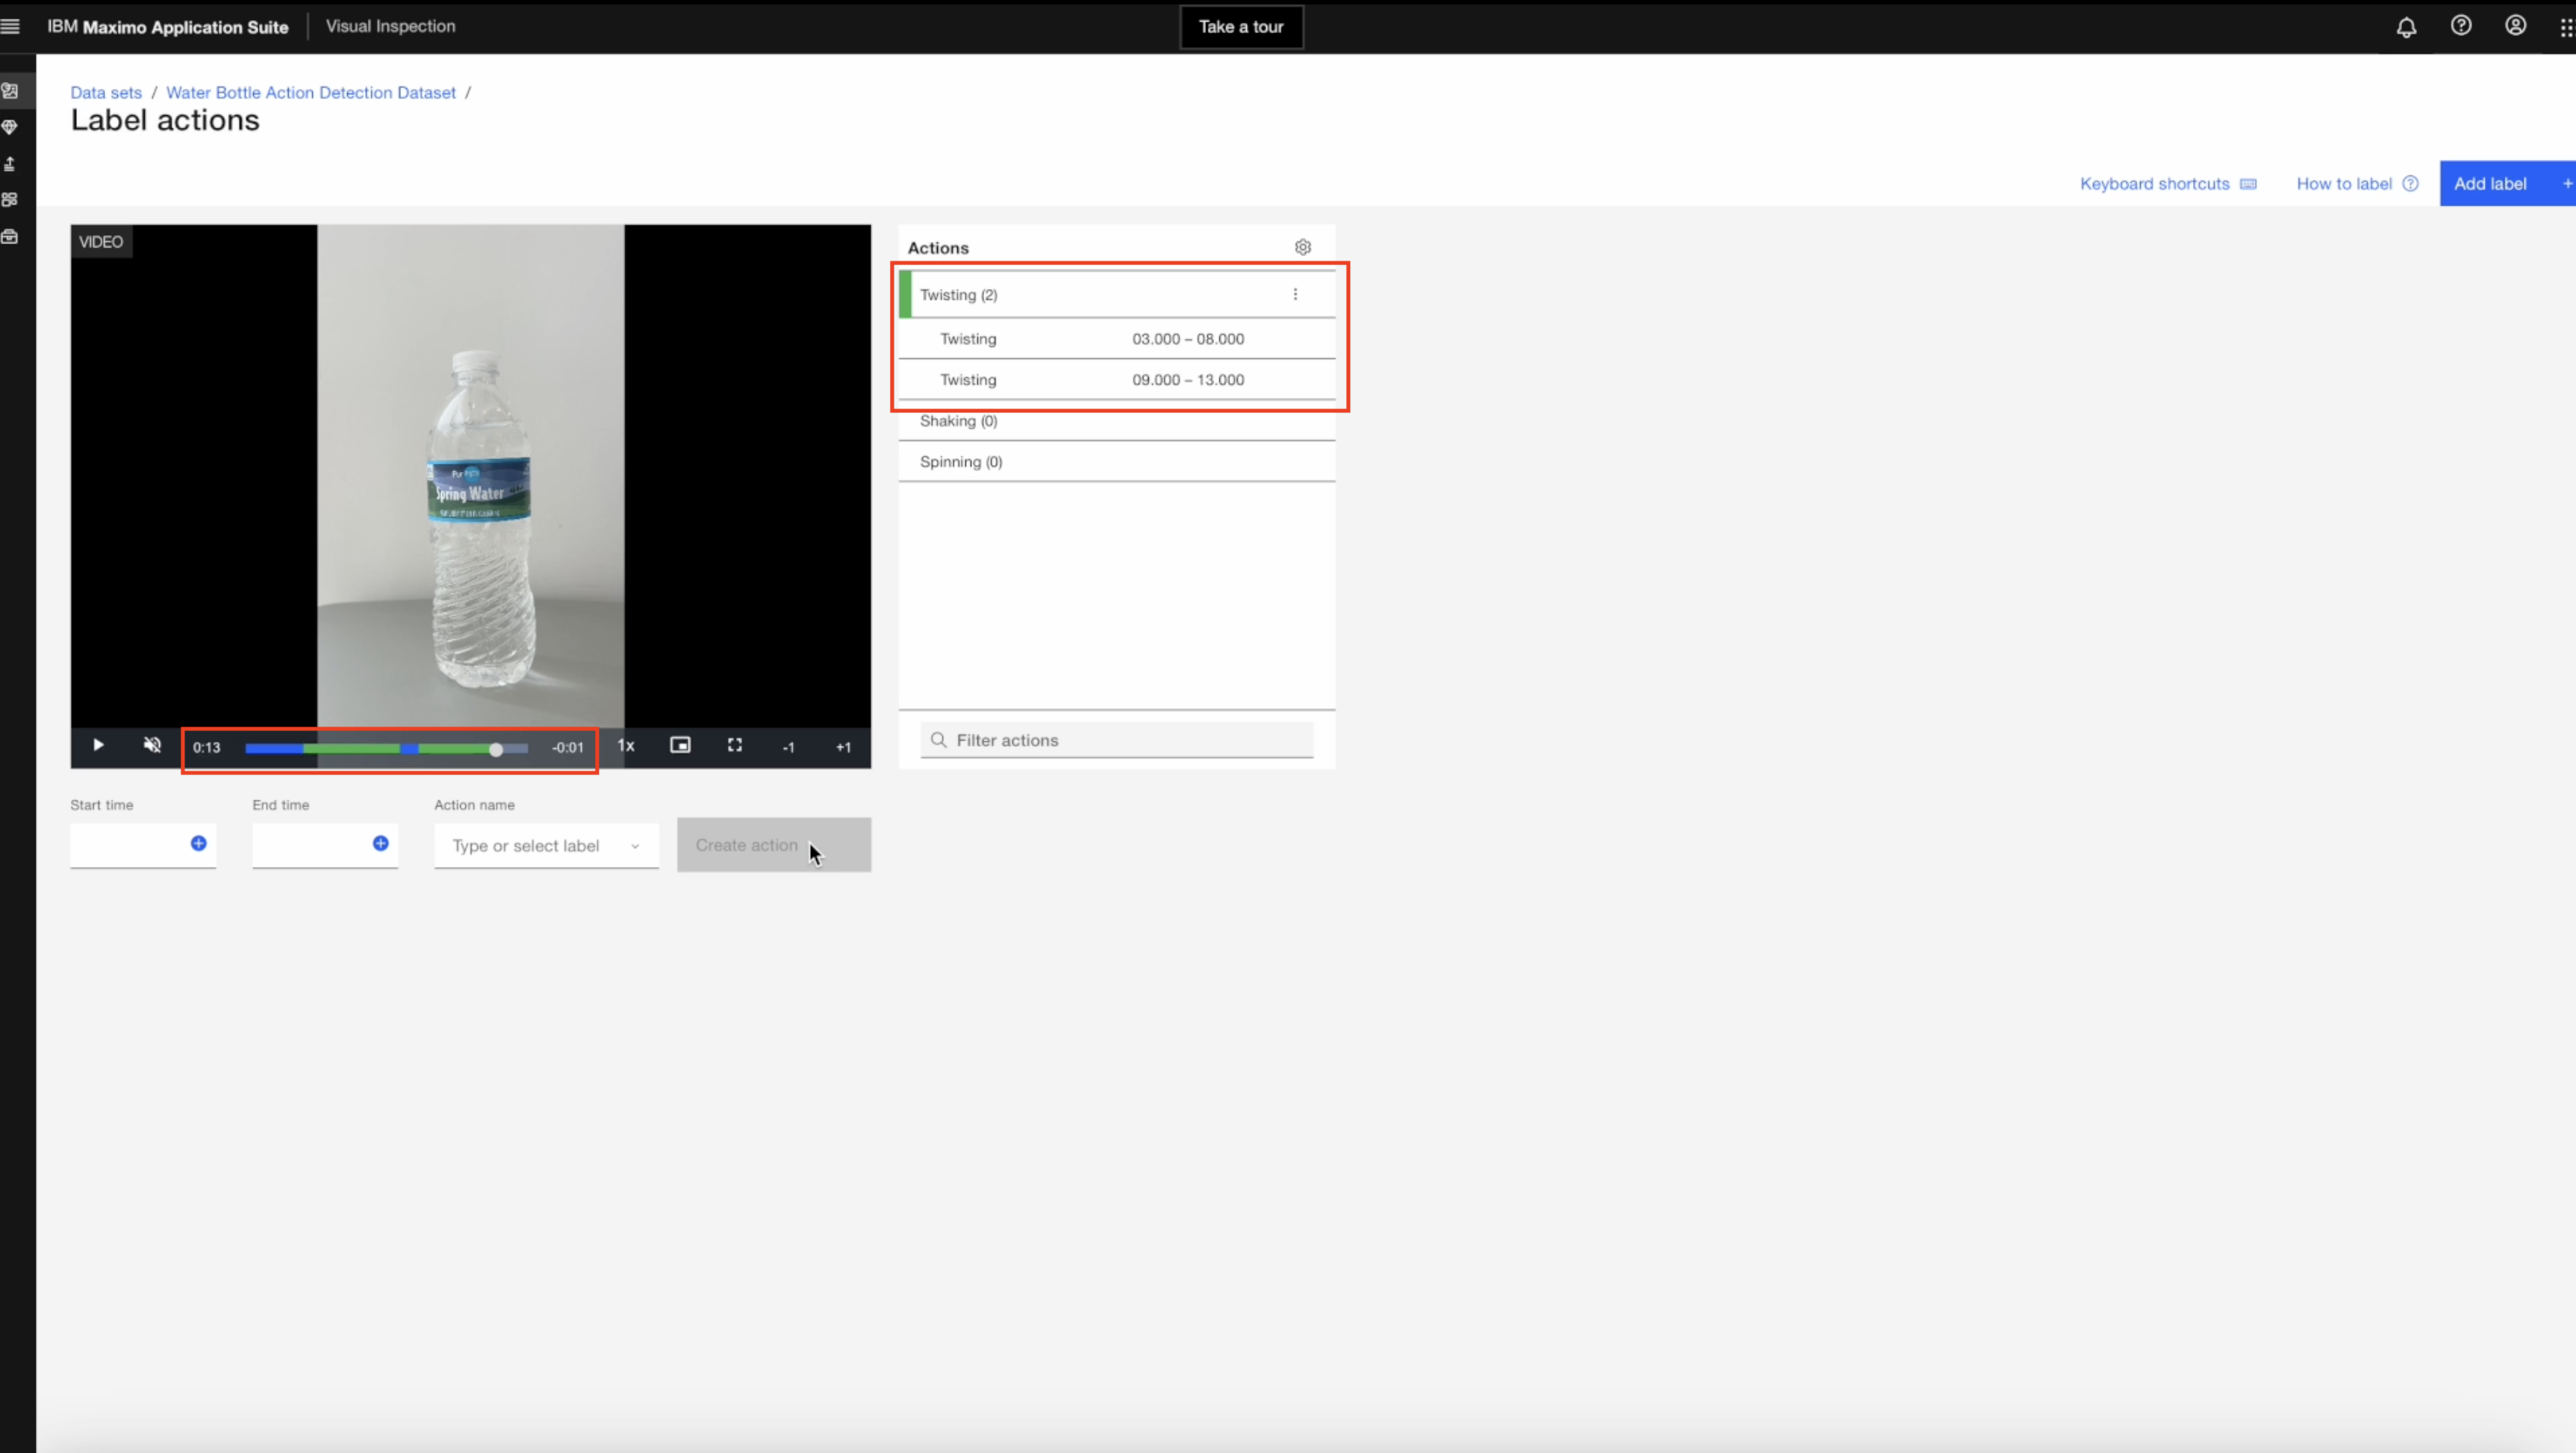 IBM Maximo Application Suite
Visual Inspection
Take a tour
Data sets / Water Bottle Action Detection Dataset /
Label actions
Keyboard shortcuts
How to label
Add label +
VIDEO
Spring Water
0:13
-0:01
1x
-1
+1
Actions
Twisting (2)
Twisting 03.000 – 08.000
Twisting 09.000 – 13.000
Shaking (0)
Spinning (0)
Filter actions
Start time
End time
Action name
Type or select label
Create action